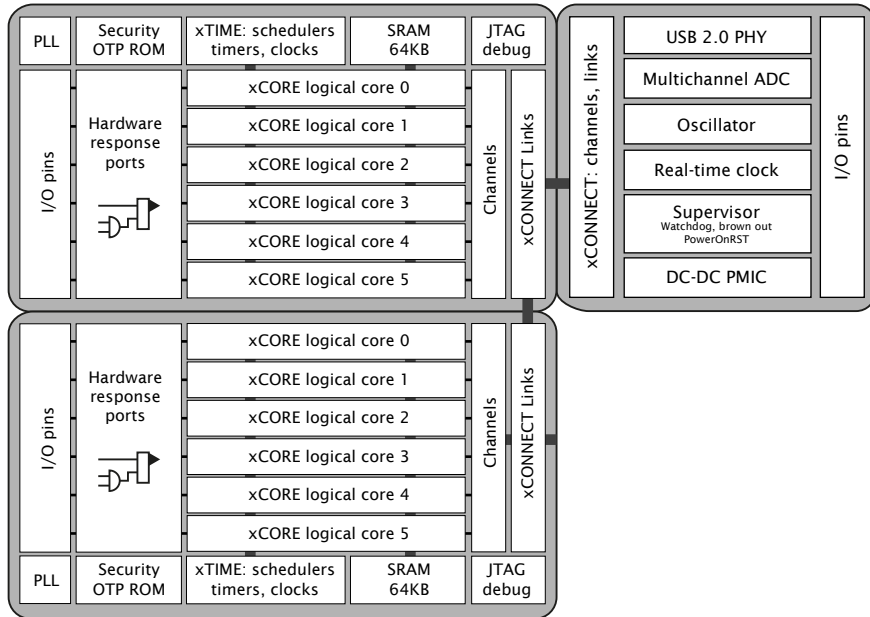 PLL
Security
OTP ROM
xTIME: schedulers
timers, clocks
SRAM
64KB
JTAG
debug
I/O pins
Hardware
response
ports
xCORE logical core 0
xCORE logical core 1
xCORE logical core 2
xCORE logical core 3
xCORE logical core 4
xCORE logical core 5
Channels
xCONNECT Links
xCONNECT: channels, links
USB 2.0 PHY
Multichannel ADC
Oscillator
Real-time clock
Supervisor
Watchdog, brown out
PowerOnRST
DC-DC PMIC
I/O pins
I/O pins
Hardware
response
ports
xCORE logical core 0
xCORE logical core 1
xCORE logical core 2
xCORE logical core 3
xCORE logical core 4
xCORE logical core 5
Channels
xCONNECT Links
PLL
Security
OTP ROM
xTIME: schedulers
timers, clocks
SRAM
64KB
JTAG
debug